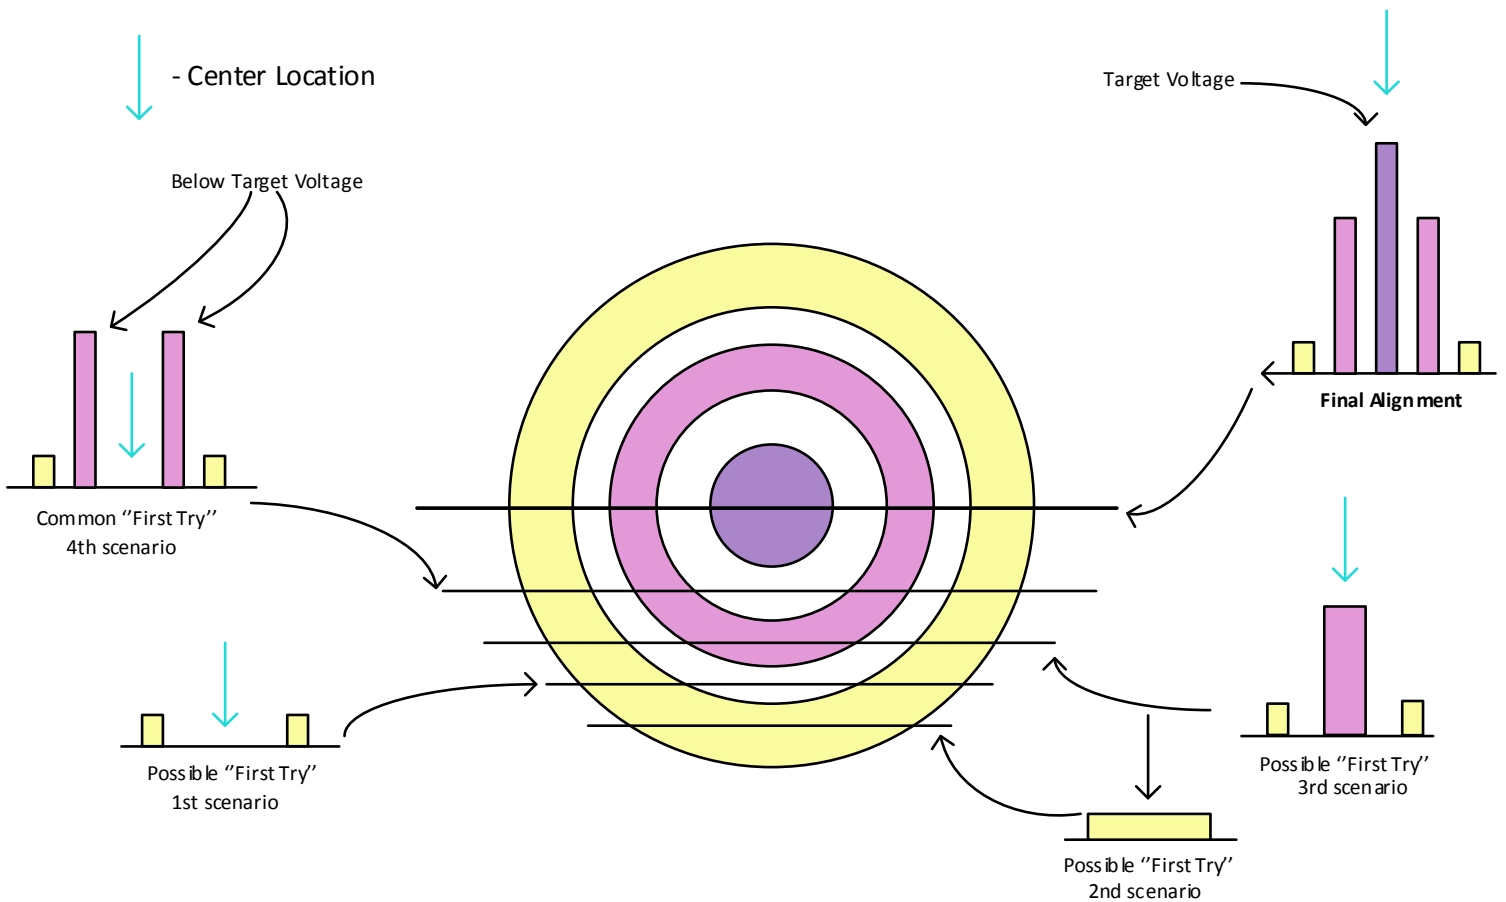 - Center Location
Target Voltage
Below Target Voltage
Final Alignment
Common “First Try”
4th scenario
Possible “First Try”
1st scenario
Possible “First Try”
3rd scenario
Possible “First Try”
2nd scenario